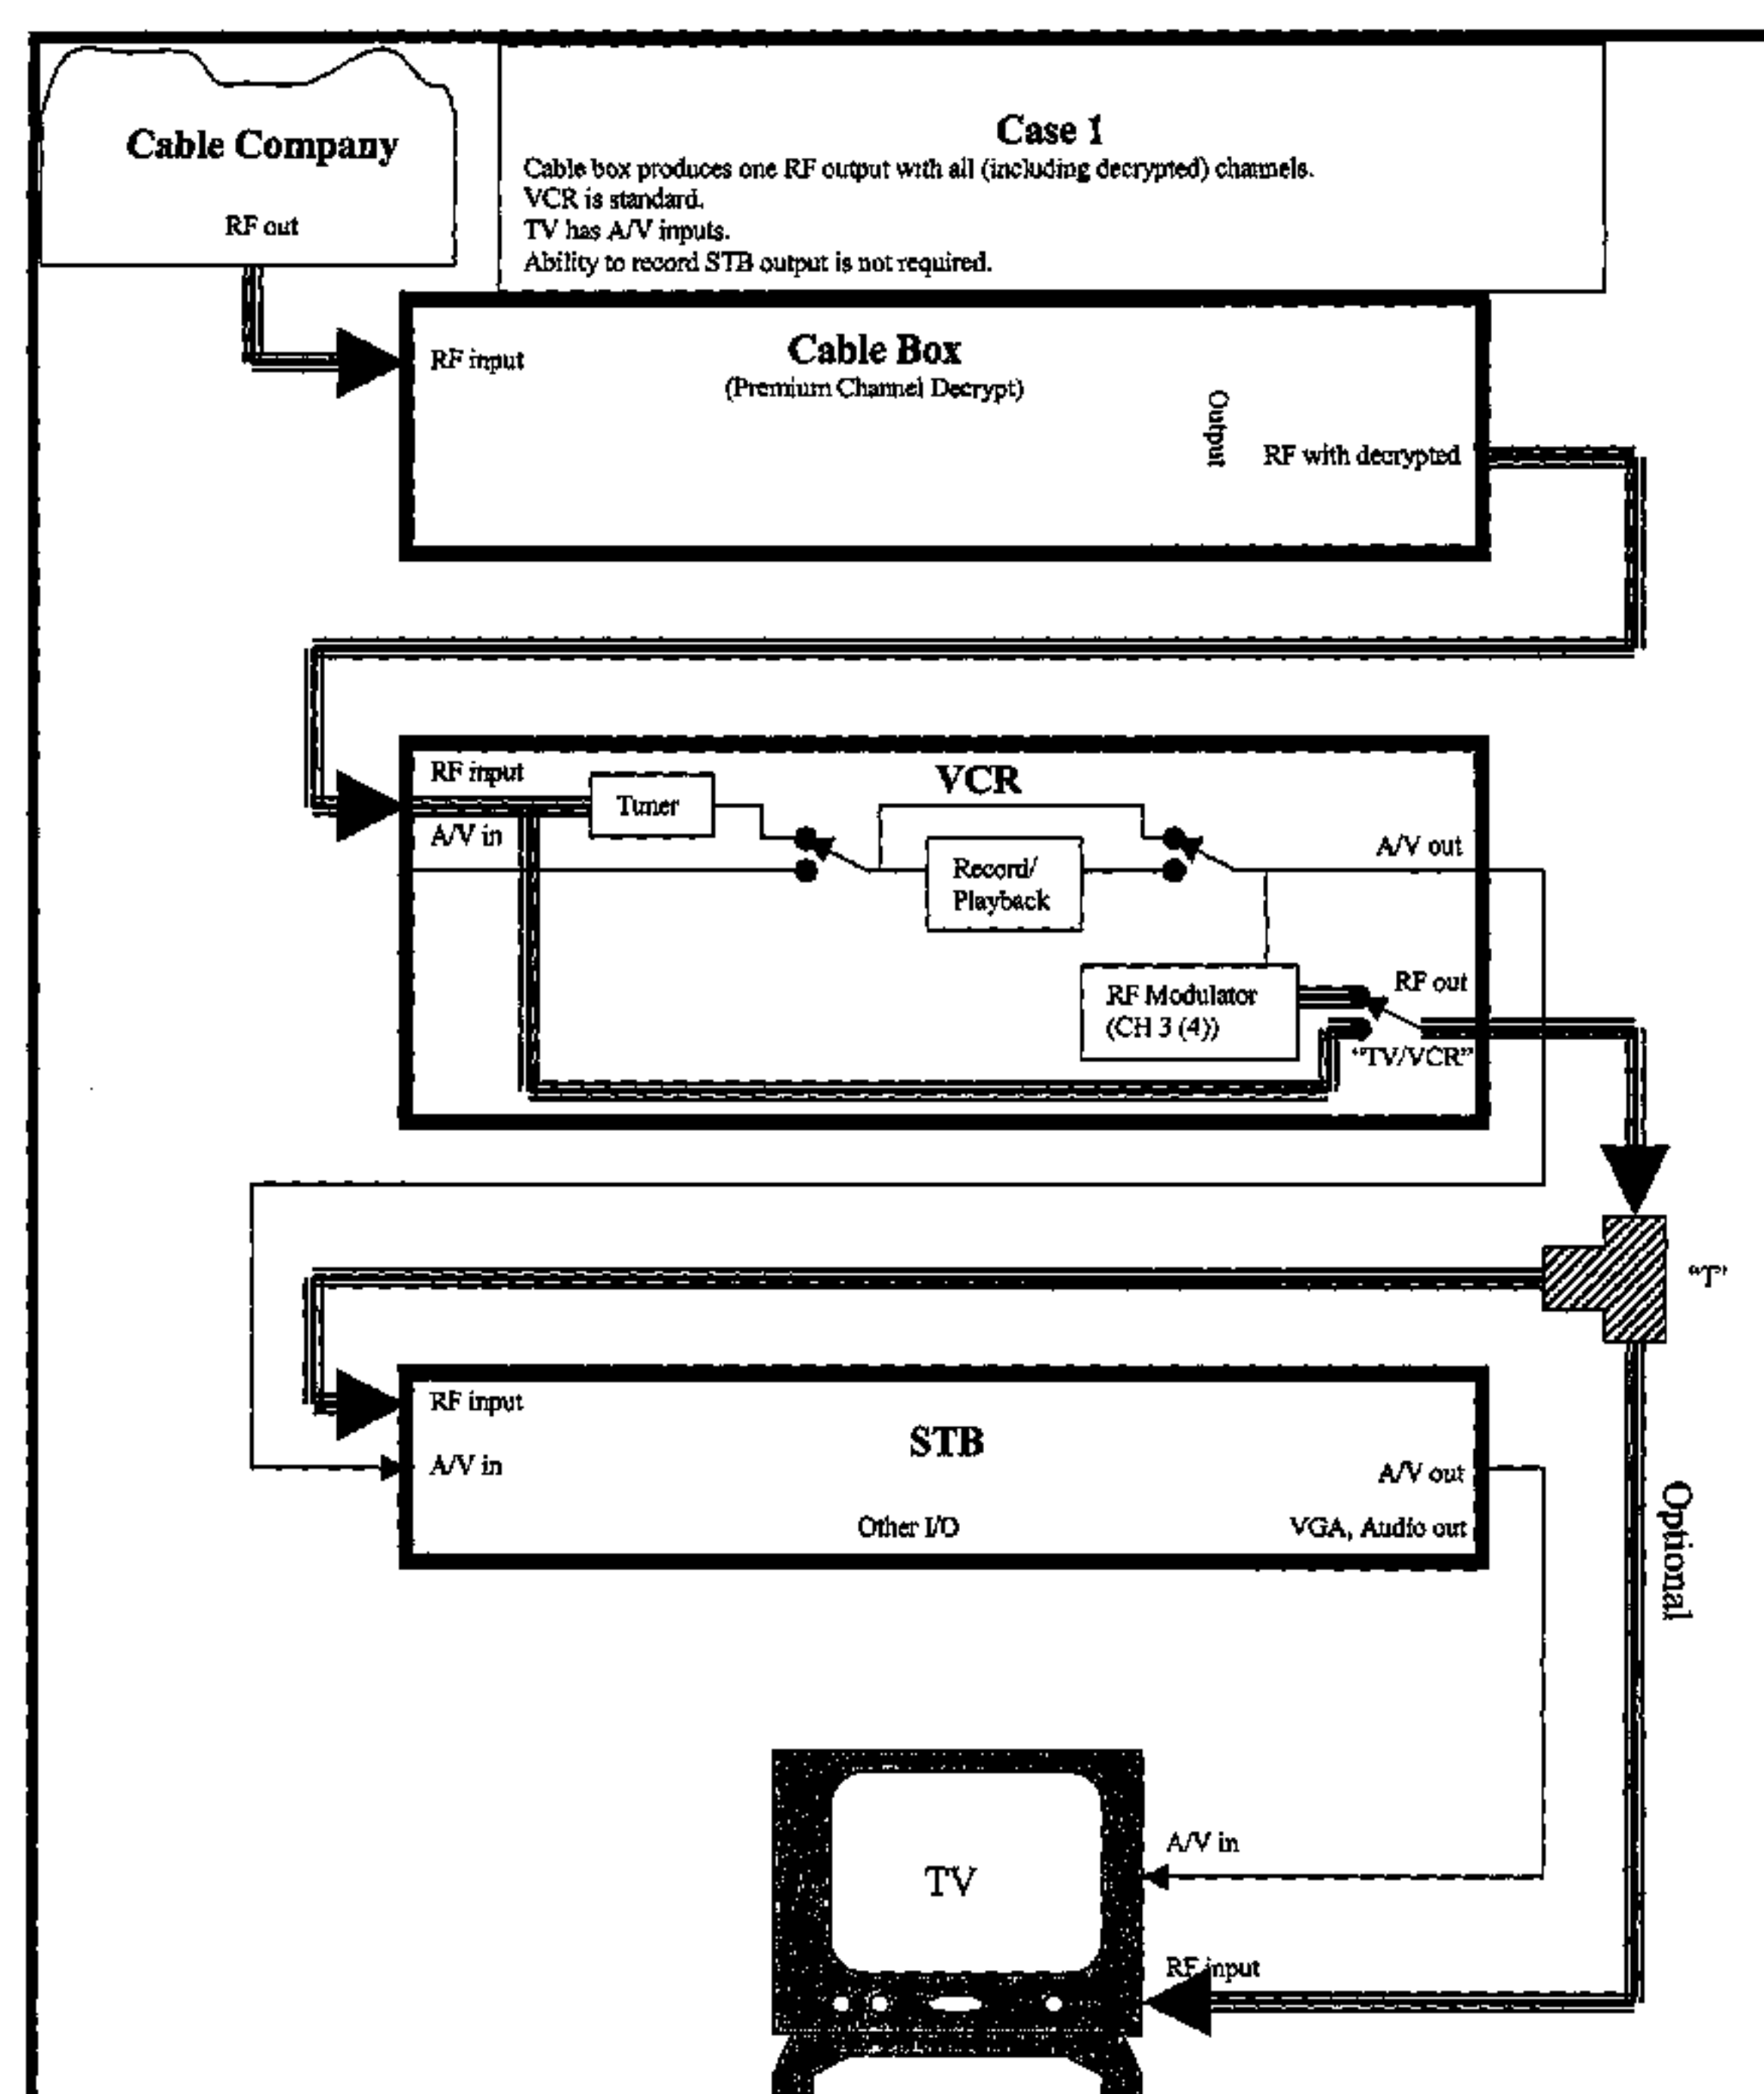 Cable Company
RF out
Case 1
Cable box produces one RF output with all (including decrypted) channels.
VCR is standard.
TV has A/V inputs.
Ability to record STB output is not required.
RF input
Cable Box
(Premium Channel Decrypt)
Output
RF with decrypted
RF input
VCR
Tuner
A/V in
A/V out
Record/
Playback
RF out
RF Modulator
(CH 3 (4))
"TV/VCR"
"T"
RF input
STB
A/V in
A/V out
Other I/O
VGA, Audio out
Optional
A/V in
TV
RF input